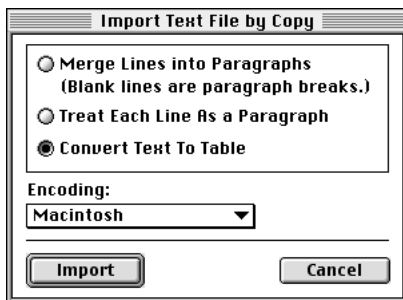 Import Text File by Copy
Merge Lines into Paragraphs
(Blank lines are paragraph breaks.)
Treat Each Line As a Paragraph
Convert Text To Table
Encoding:
Macintosh
Import
Cancel